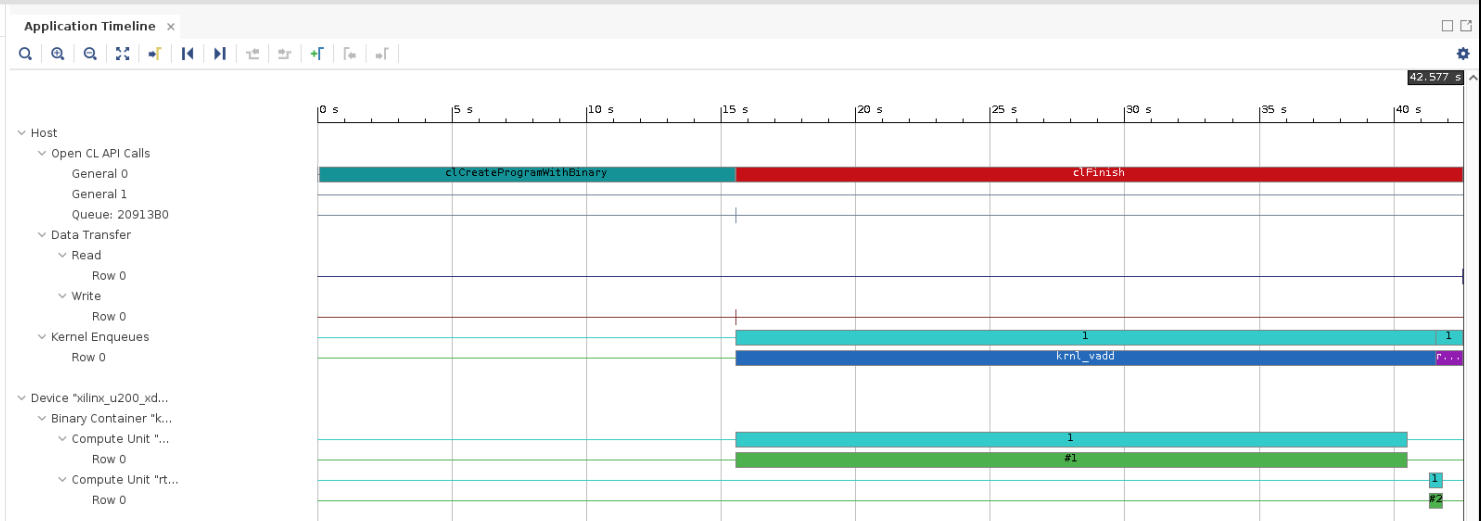 Application Timeline
42.577 s
0 s 5 s 10 s 15 s 20 s 25 s 30 s 35 s 40 s
Host
Open CL API Calls
General 0 clCreateProgramWithBinary clFinish
General 1
Queue: 20913B0
Data Transfer
Read
Row 0
Write
Row 0
Kernel Enqueues 1 1
Row 0 krnl_vadd r...
Device "xilinx_u200_xd...
Binary Container "k...
Compute Unit "... 1
Row 0 #1
Compute Unit "rt... 1
Row 0 #2